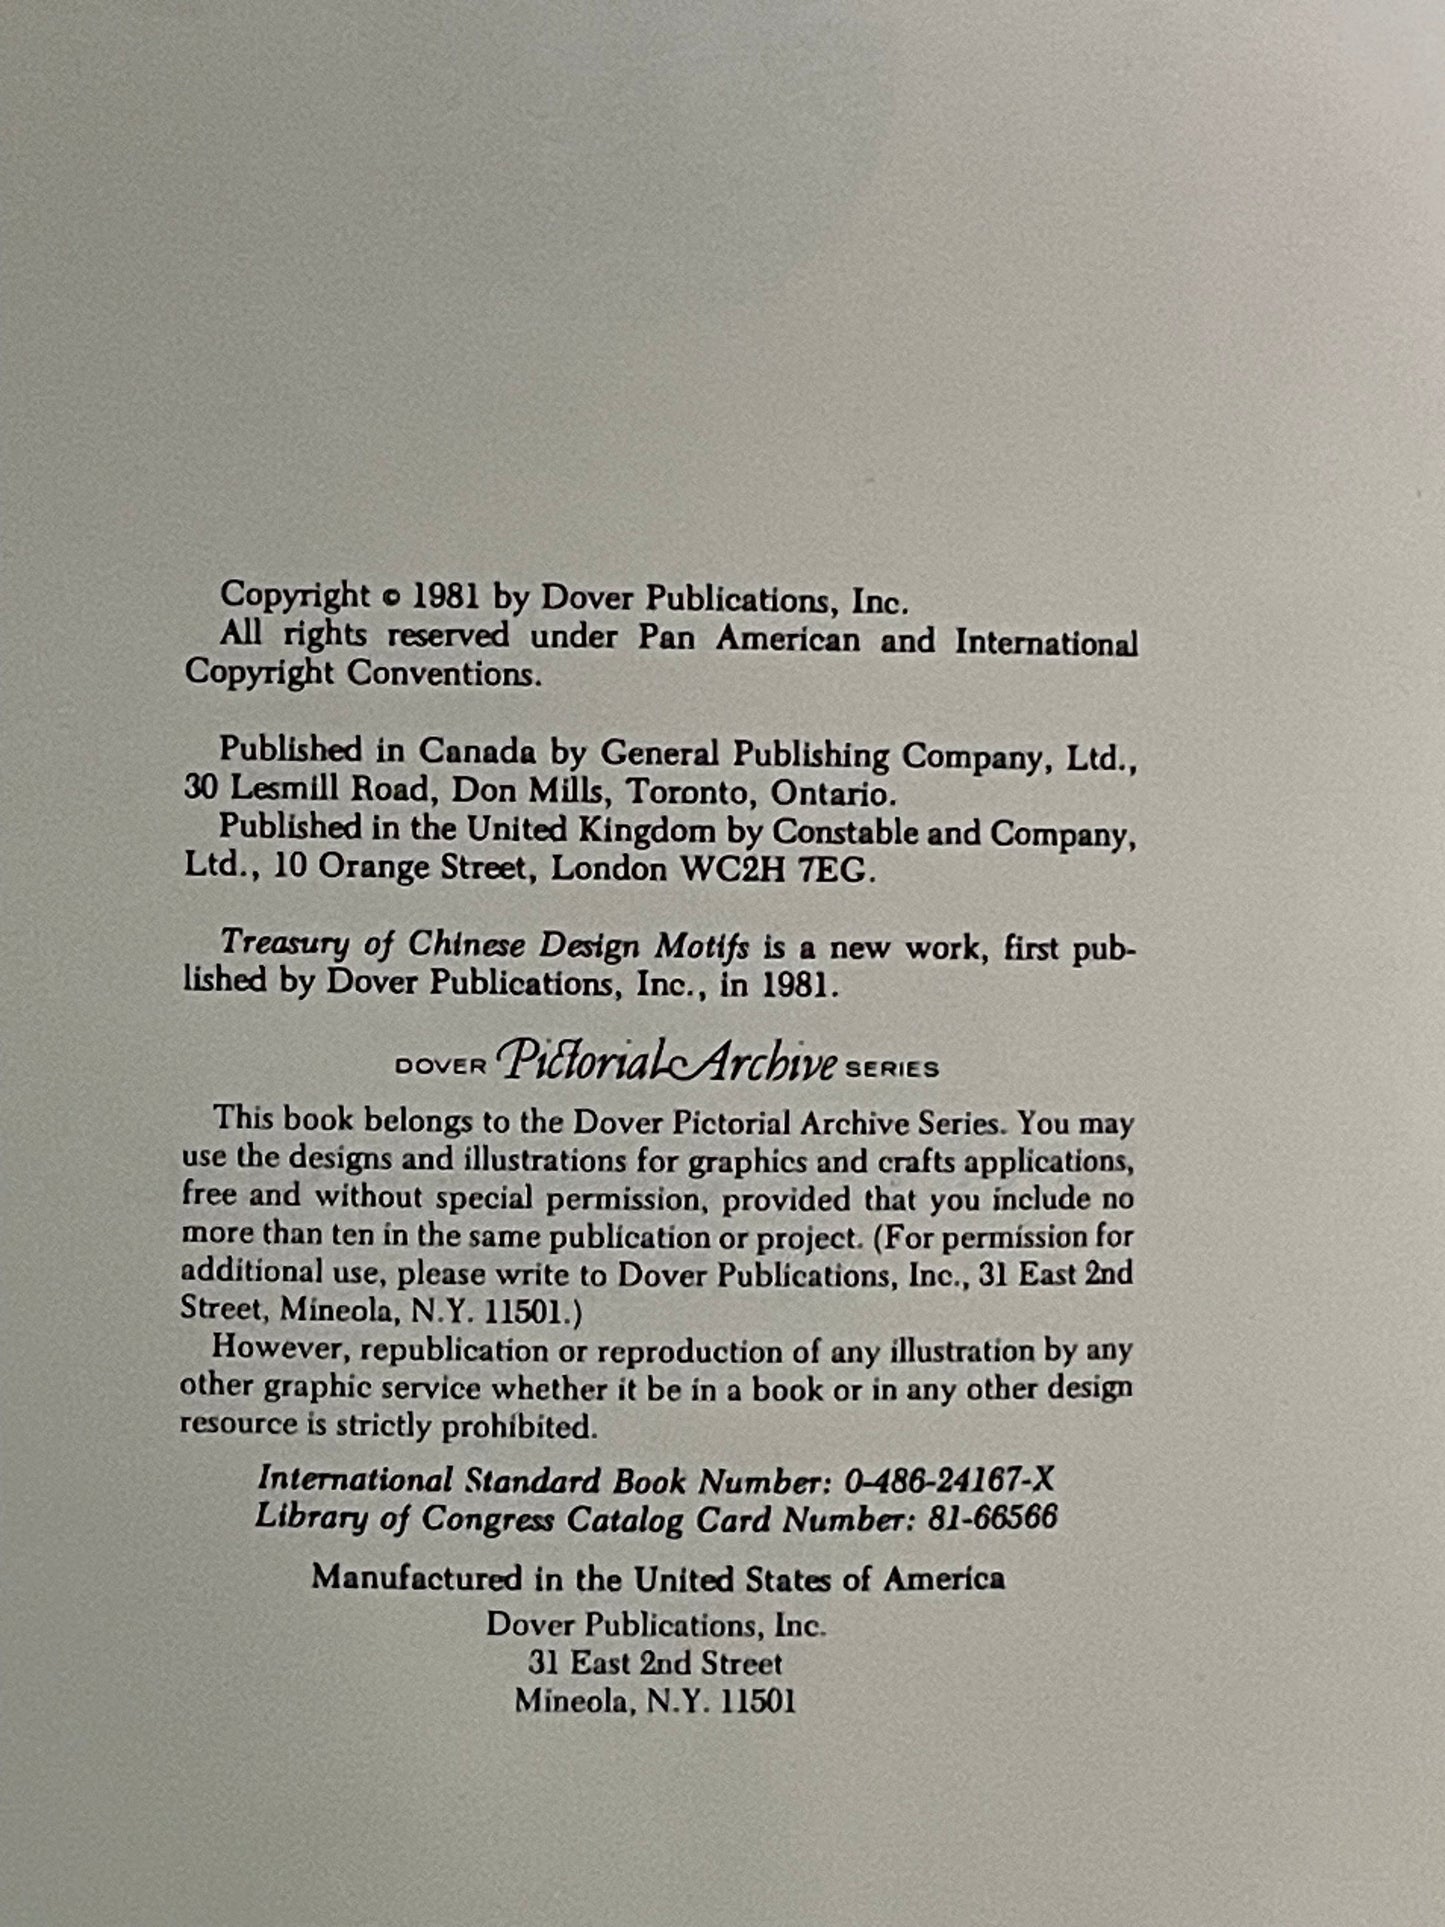 Copyright © 1981 by Dover Publications, Inc.
All rights reserved under Pan American and International
Copyright Conventions.
Published in Canada by General Publishing Company, Ltd.,
30 Lesmill Road, Don Mills, Toronto, Ontario.
Published in the United Kingdom by Constable and Company,
Ltd., 10 Orange Street, London WC2H 7EG.
Treasury of Chinese Design Motifs is a new work, first pub-
lished by Dover Publications, Inc., in 1981.
DOVER Pictorial Archive SERIES
This book belongs to the Dover Pictorial Archive Series. You may
use the designs and illustrations for graphics and crafts applications,
free and without special permission, provided that you include no
more than ten in the same publication or project. (For permission for
additional use, please write to Dover Publications, Inc., 31 East 2nd
Street, Mineola, N.Y. 11501.)
However, republication or reproduction of any illustration by any
other graphic service whether it be in a book or in any other design
resource is strictly prohibited.
International Standard Book Number: 0-486-24167-X
Library of Congress Catalog Card Number: 81-66566
Manufactured in the United States of America
Dover Publications, Inc.
31 East 2nd Street
Mineola, N.Y. 11501